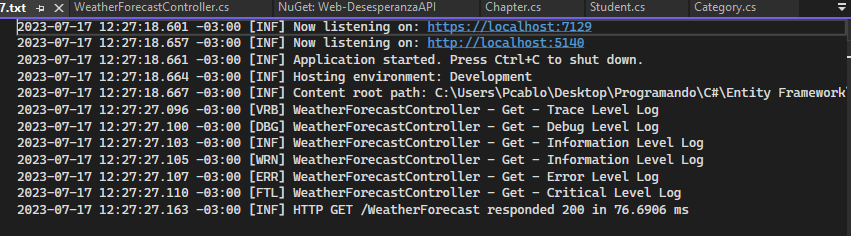 7.txt WeatherForecastController.cs NuGet: Web-DesesperanzaAPI Chapter.cs Student.cs Category.cs
2023-07-17 12:27:18.601 -03:00 [INF] Now listening on: https://localhost:7129
2023-07-17 12:27:18.657 -03:00 [INF] Now listening on: http://localhost:5140
2023-07-17 12:27:18.661 -03:00 [INF] Application started. Press Ctrl+C to shut down.
2023-07-17 12:27:18.664 -03:00 [INF] Hosting environment: Development
2023-07-17 12:27:18.667 -03:00 [INF] Content root path: C:\Users\Pcablo\Desktop\Programando\C#\Entity Framework\
2023-07-17 12:27:27.096 -03:00 [VRB] WeatherForecastController - Get - Trace Level Log
2023-07-17 12:27:27.100 -03:00 [DBG] WeatherForecastController - Get - Debug Level Log
2023-07-17 12:27:27.103 -03:00 [INF] WeatherForecastController - Get - Information Level Log
2023-07-17 12:27:27.105 -03:00 [WRN] WeatherForecastController - Get - Information Level Log
2023-07-17 12:27:27.107 -03:00 [ERR] WeatherForecastController - Get - Error Level Log
2023-07-17 12:27:27.110 -03:00 [FTL] WeatherForecastController - Get - Critical Level Log
2023-07-17 12:27:27.163 -03:00 [INF] HTTP GET /WeatherForecast responded 200 in 76.6906 ms